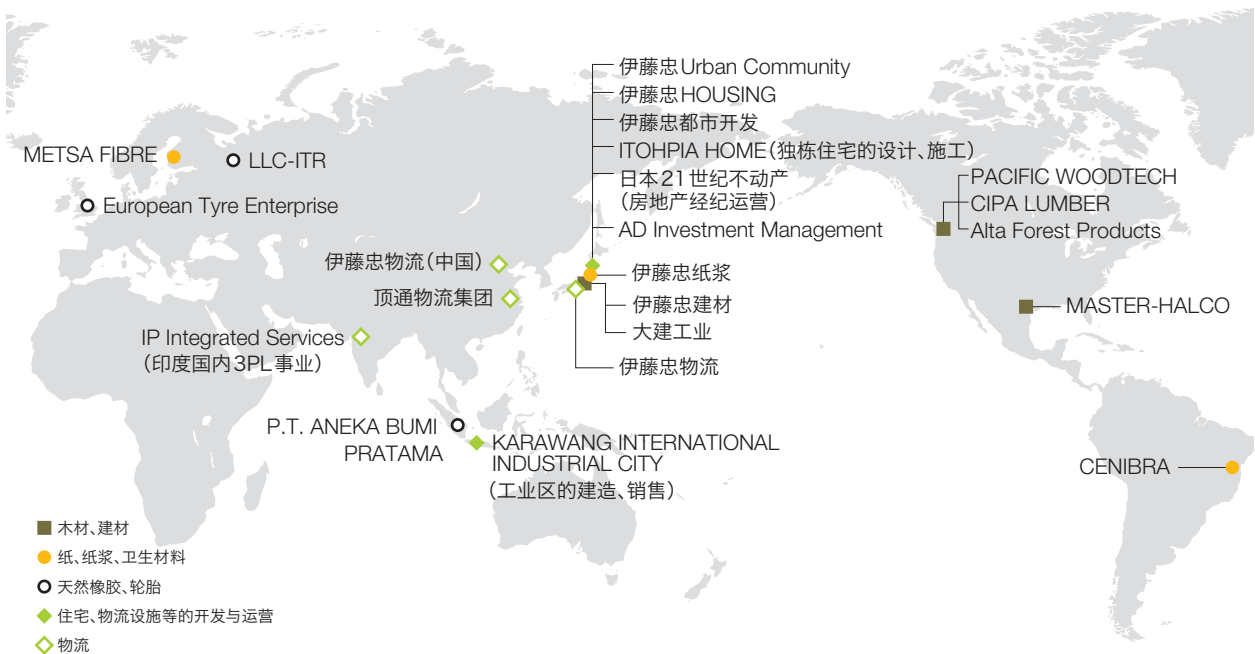 METSA FIBRE
LLC-ITR
European Tyre Enterprise
伊藤忠物流(中国)
顶通物流集团
IP Integrated Services
(印度国内3PL事业)
P.T. ANEKA BUMI
PRATAMA
KARAWANG INTERNATIONAL
INDUSTRIAL CITY
(工业区的建造、销售)
伊藤忠Urban Community
伊藤忠HOUSING
伊藤忠都市开发
ITOHPIA HOME(独栋住宅的设计、施工)
日本21世纪不动产
(房地产经纪运营)
AD Investment Management
伊藤忠纸浆
伊藤忠建材
大建工业
伊藤忠物流
PACIFIC WOODTECH
CIPA LUMBER
Alta Forest Products
MASTER-HALCO
CENIBRA
木材、建材
纸、纸浆、卫生材料
天然橡胶、轮胎
住宅、物流设施等的开发与运营
物流